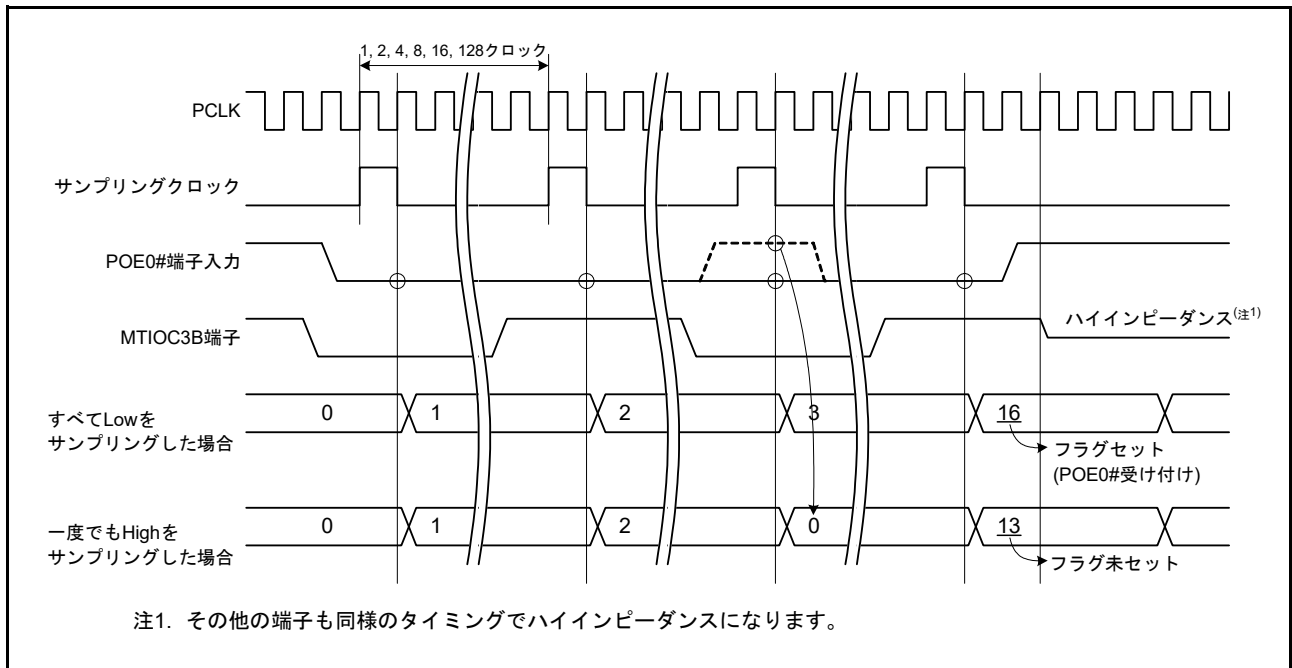 1, 2, 4, 8, 16, 128クロック
PCLK
サンプリングクロック
POE0#端子入力
MTIOC3B端子
ハイインピーダンス(注1)
すべてLowを
サンプリングした場合
0 1 2 3 16
フラグセット
(POE0#受け付け)
一度でもHighを
サンプリングした場合
0 1 2 0 13
フラグ未セット
注1. その他の端子も同様のタイミングでハイインピーダンスになります。